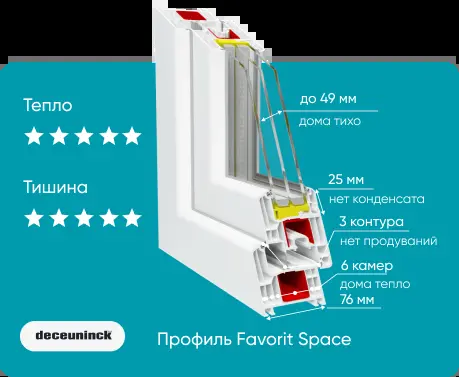 Тепло
Тишина
до 49 мм
дома тихо
25 мм
нет конденсата
3 контура
нет продуваний
6 камер
дома тепло
76 мм
deceuninck
Профиль Favorit Space